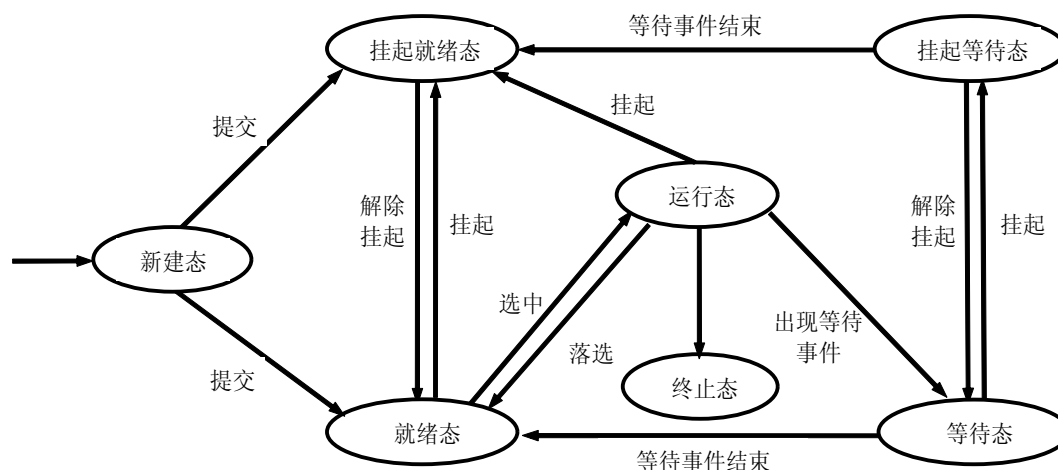 等待事件结束
挂起就绪态
挂起等待态
挂起
提交
运行态
解除
挂起
挂起
解除
挂起
挂起
新建态
选中
出现等待
事件
落选
提交
终止态
就绪态
等待态
等待事件结束